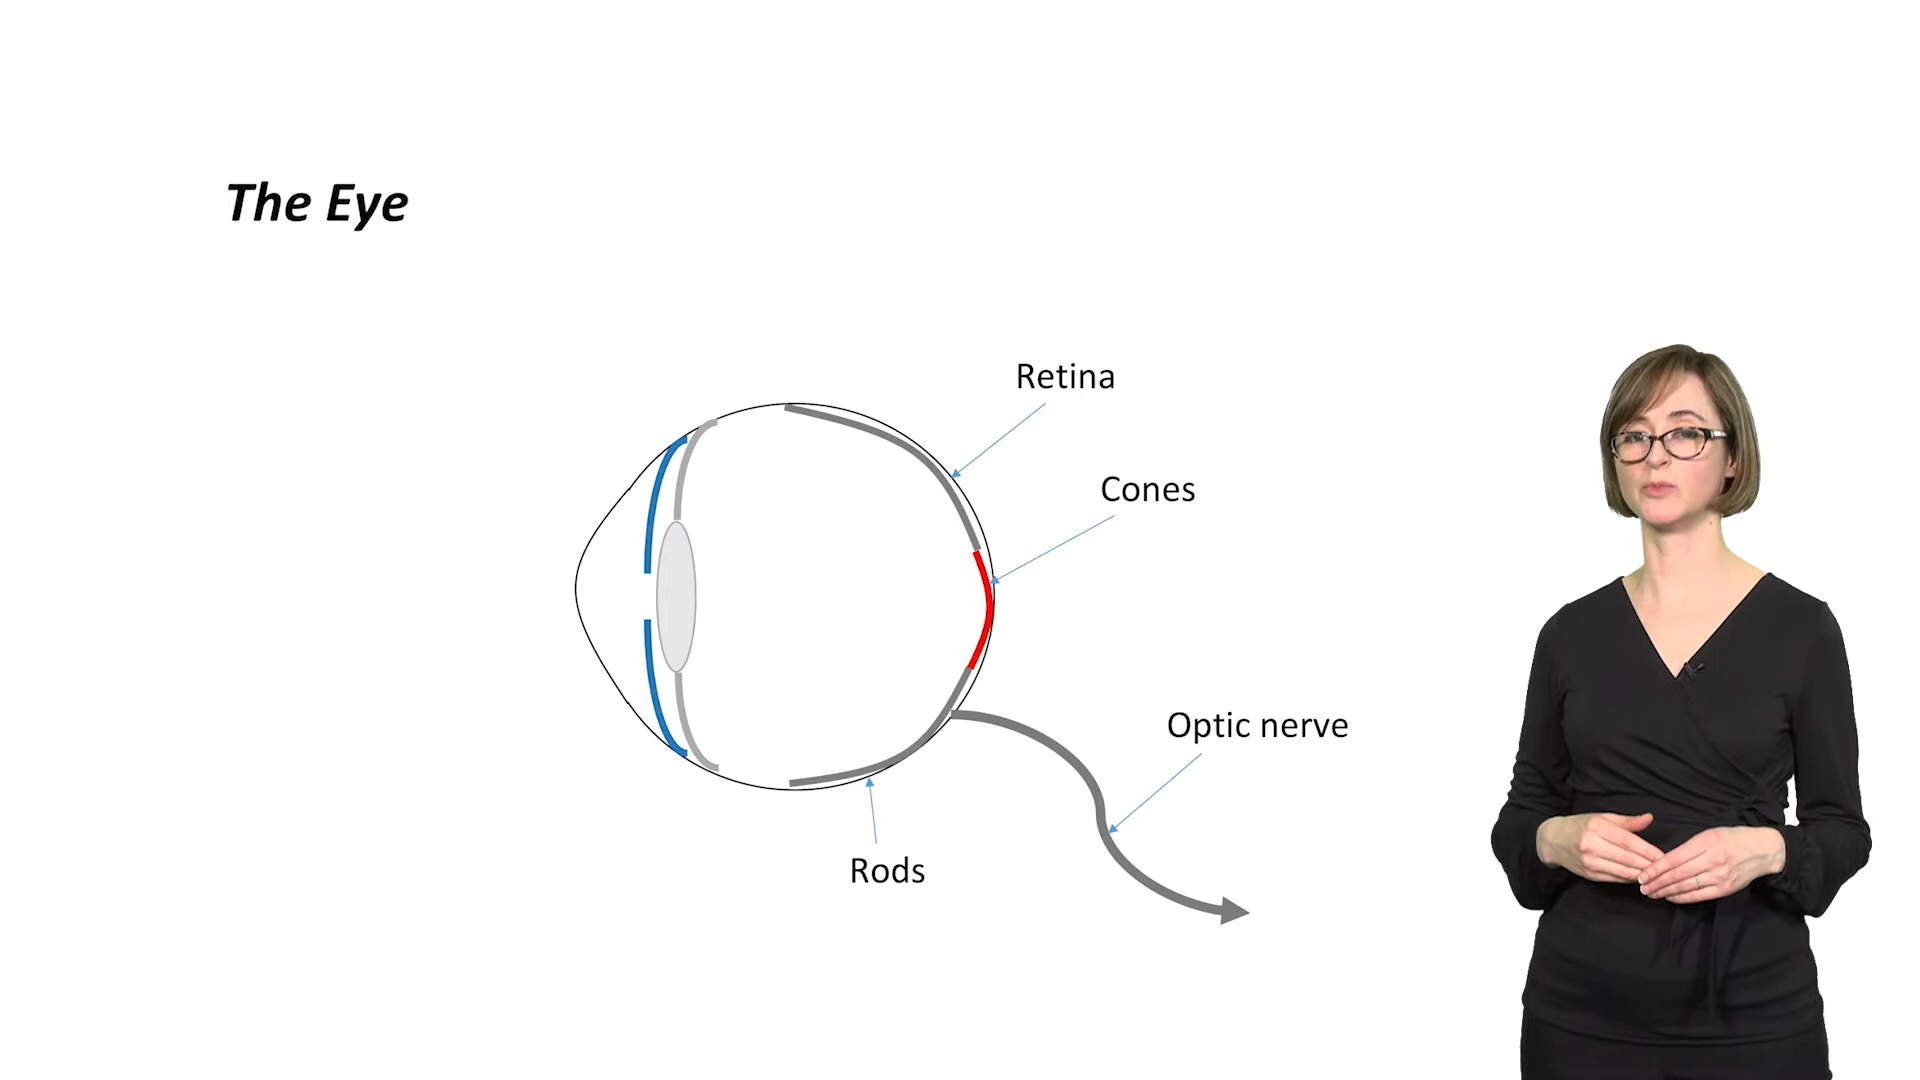 The Eye
Retina
Cones
Optic nerve
Rods